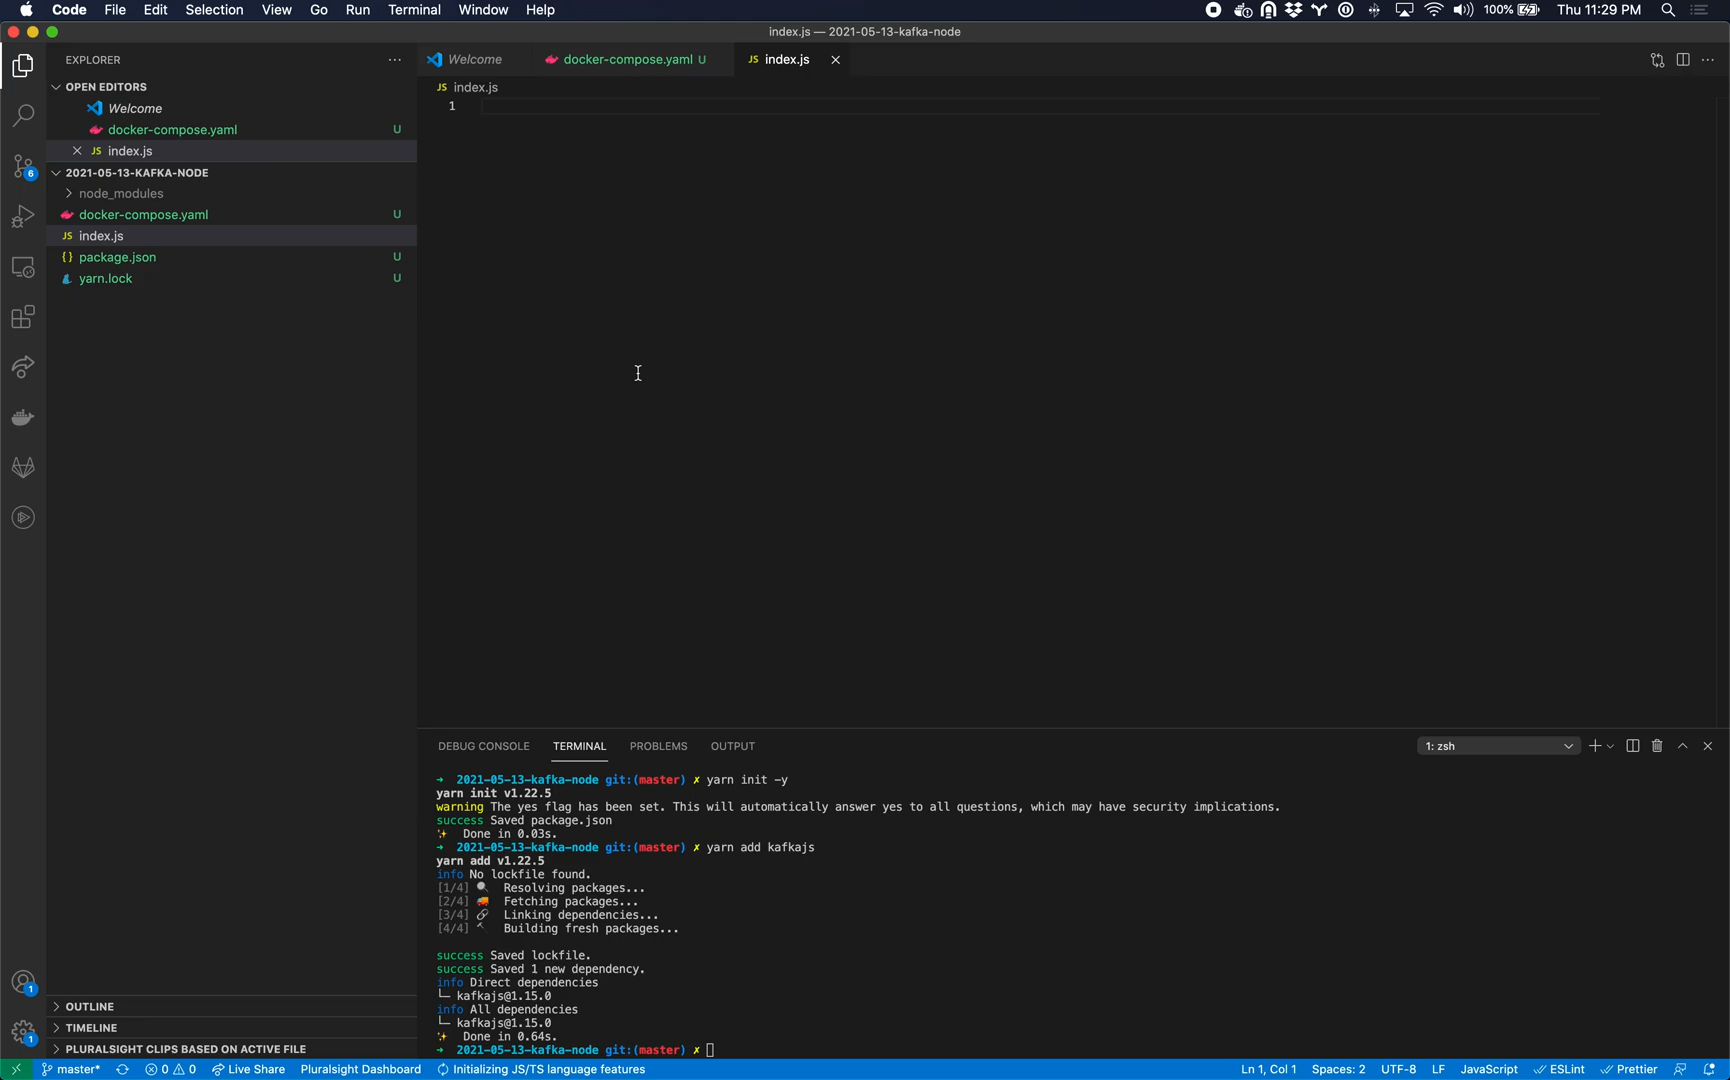 Code File Edit Selection View Go Run Terminal Window Help
100% Thu 11:29 PM
index.js — 2021-05-13-kafka-node
EXPLORER
OPEN EDITORS
Welcome
docker-compose.yaml U
JS index.js
6
2021-05-13-KAFKA-NODE
node_modules
docker-compose.yaml U
JS index.js
{} package.json U
yarn.lock U
OUTLINE
TIMELINE
PLURALSIGHT CLIPS BASED ON ACTIVE FILE
1
1
Welcome docker-compose.yaml U JS index.js
JS index.js
1
DEBUG CONSOLE TERMINAL PROBLEMS OUTPUT 1: zsh
→ 2021-05-13-kafka-node git:(master) ✗ yarn init -y
yarn init v1.22.5
warning The yes flag has been set. This will automatically answer yes to all questions, which may have security implications.
success Saved package.json
✨ Done in 0.03s.
→ 2021-05-13-kafka-node git:(master) ✗ yarn add kafkajs
yarn add v1.22.5
info No lockfile found.
[1/4] 🔍 Resolving packages...
[2/4] 🚚 Fetching packages...
[3/4] 🔗 Linking dependencies...
[4/4] 🔨 Building fresh packages...
success Saved lockfile.
success Saved 1 new dependency.
info Direct dependencies
└─ kafkajs@1.15.0
info All dependencies
└─ kafkajs@1.15.0
✨ Done in 0.64s.
→ 2021-05-13-kafka-node git:(master) ✗
master* 0 0 Live Share Pluralsight Dashboard Initializing JS/TS language features Ln 1, Col 1 Spaces: 2 UTF-8 LF JavaScript ESLint Prettier